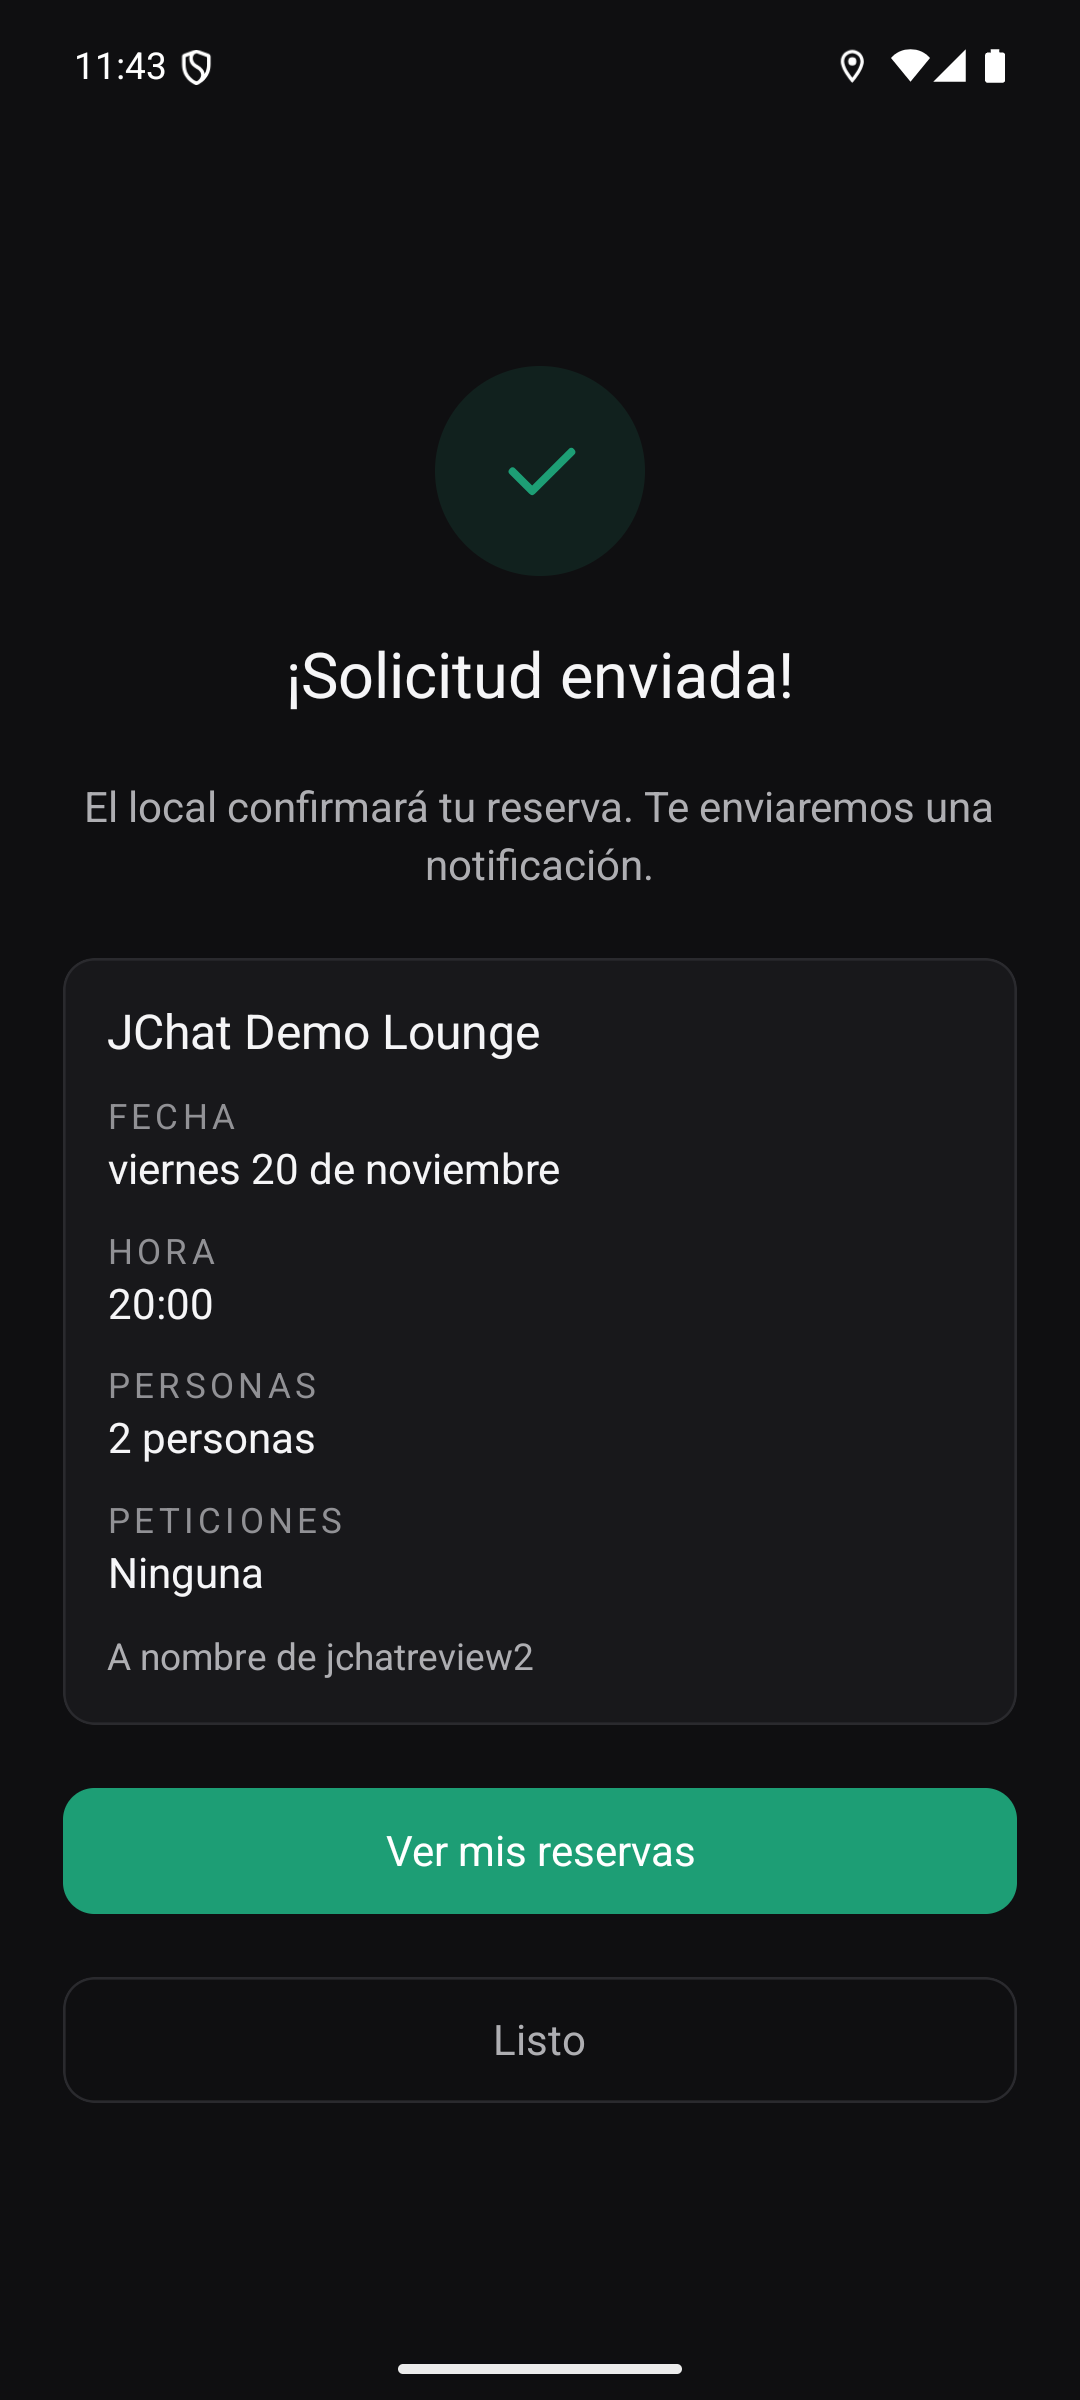 11:43
¡Solicitud enviada!
El local confirmará tu reserva. Te enviaremos una
notificación.
JChat Demo Lounge
FECHA
viernes 20 de noviembre
HORA
20:00
PERSONAS
2 personas
PETICIONES
Ninguna
A nombre de jchatreview2
Ver mis reservas
Listo